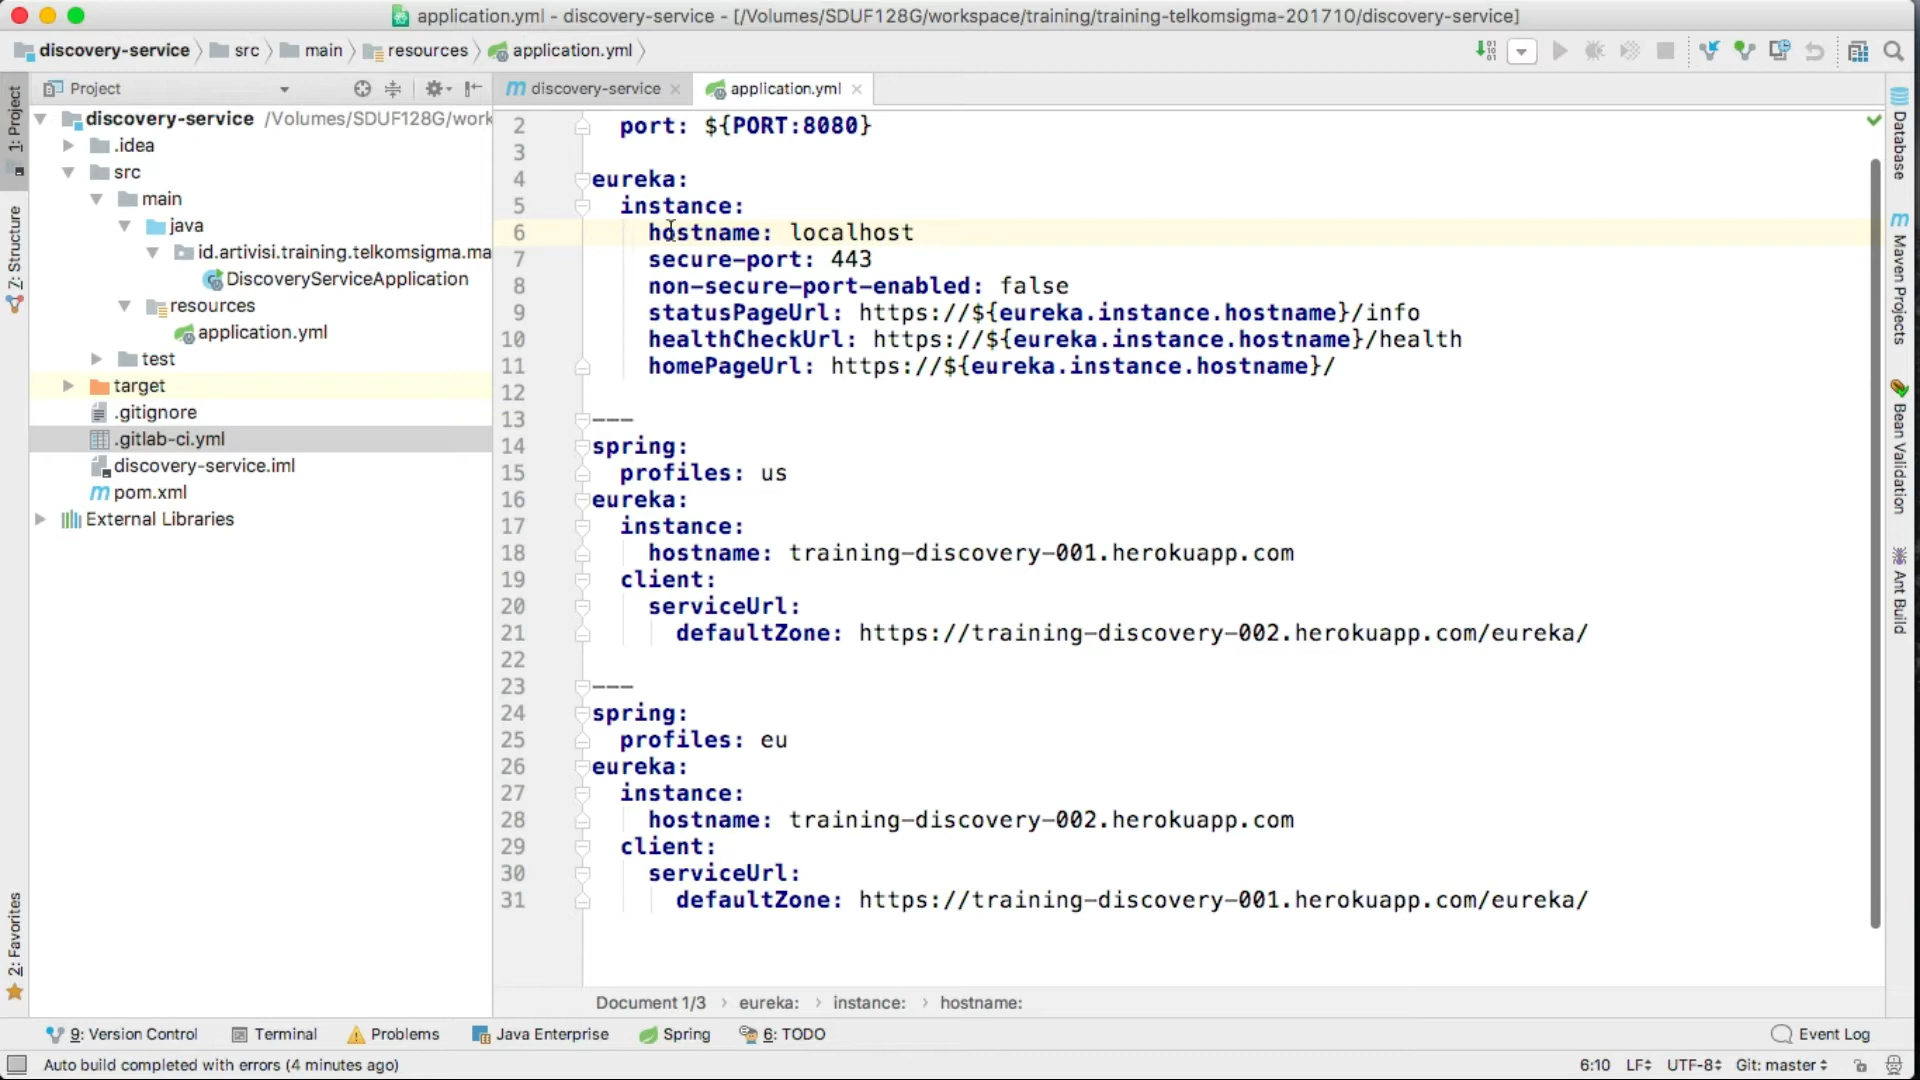 application.yml - discovery-service - [/Volumes/SDUF128G/workspace/training/training-telkomsigma-201710/discovery-service]
discovery-service src main resources application.yml
Project
discovery-service application.yml
1: Project
7: Structure
2: Favorites
discovery-service /Volumes/SDUF128G/work
.idea
src
main
java
id.artivisi.training.telkomsigma.ma
DiscoveryServiceApplication
resources
application.yml
test
target
.gitignore
.gitlab-ci.yml
discovery-service.iml
pom.xml
External Libraries
2 port: ${PORT:8080}
3
4 eureka:
5 instance:
6 hostname: localhost
7 secure-port: 443
8 non-secure-port-enabled: false
9 statusPageUrl: https://${eureka.instance.hostname}/info
10 healthCheckUrl: https://${eureka.instance.hostname}/health
11 homePageUrl: https://${eureka.instance.hostname}/
12
13 ---
14 spring:
15 profiles: us
16 eureka:
17 instance:
18 hostname: training-discovery-001.herokuapp.com
19 client:
20 serviceUrl:
21 defaultZone: https://training-discovery-002.herokuapp.com/eureka/
22
23 ---
24 spring:
25 profiles: eu
26 eureka:
27 instance:
28 hostname: training-discovery-002.herokuapp.com
29 client:
30 serviceUrl:
31 defaultZone: https://training-discovery-001.herokuapp.com/eureka/
Database
Maven Projects
Bean Validation
Ant Build
Document 1/3 › eureka: › instance: › hostname:
9: Version Control Terminal Problems Java Enterprise Spring 6: TODO Event Log
Auto build completed with errors (4 minutes ago) 6:10 LF UTF-8 Git: master